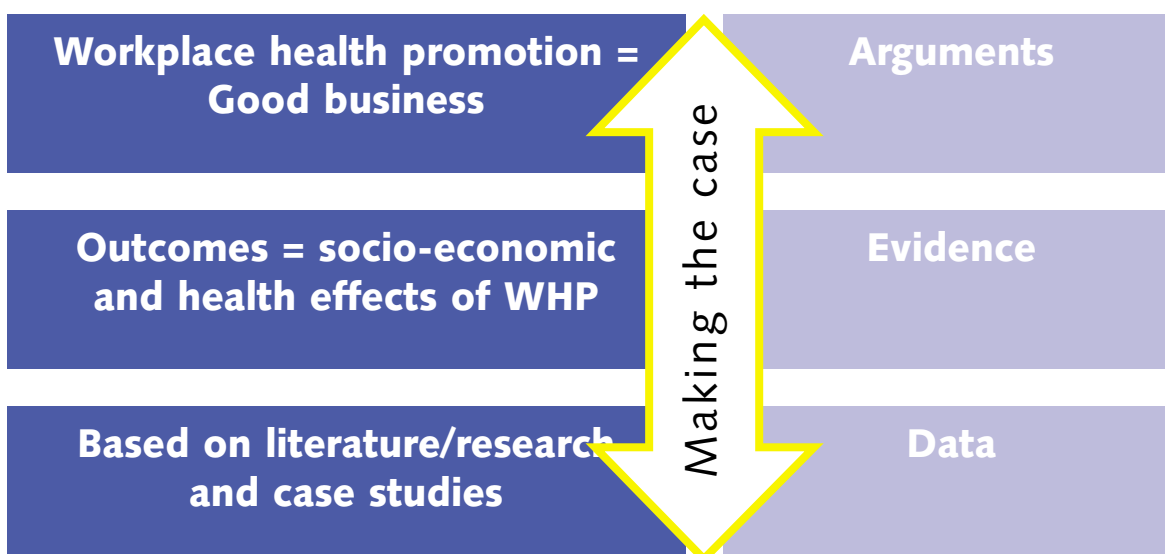 Workplace health promotion =
Good business
Arguments
Outcomes = socio-economic
and health effects of WHP
Evidence
Based on literature/research
and case studies
Data
Making the case